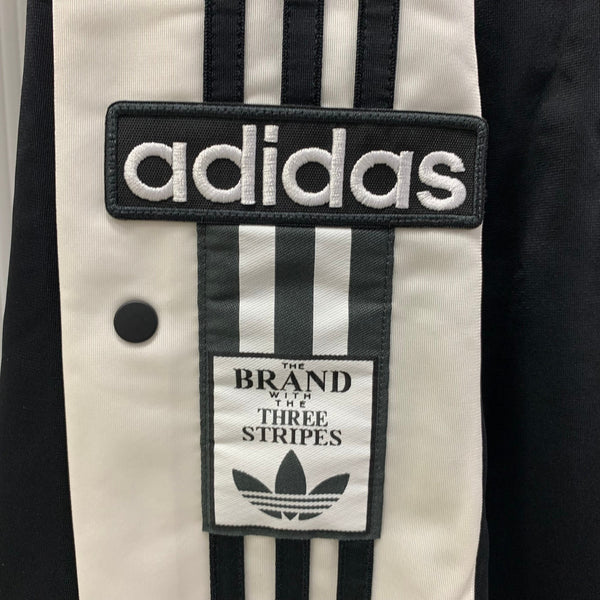 adidas
THE
BRAND
WITH
THE
THREE
STRIPES